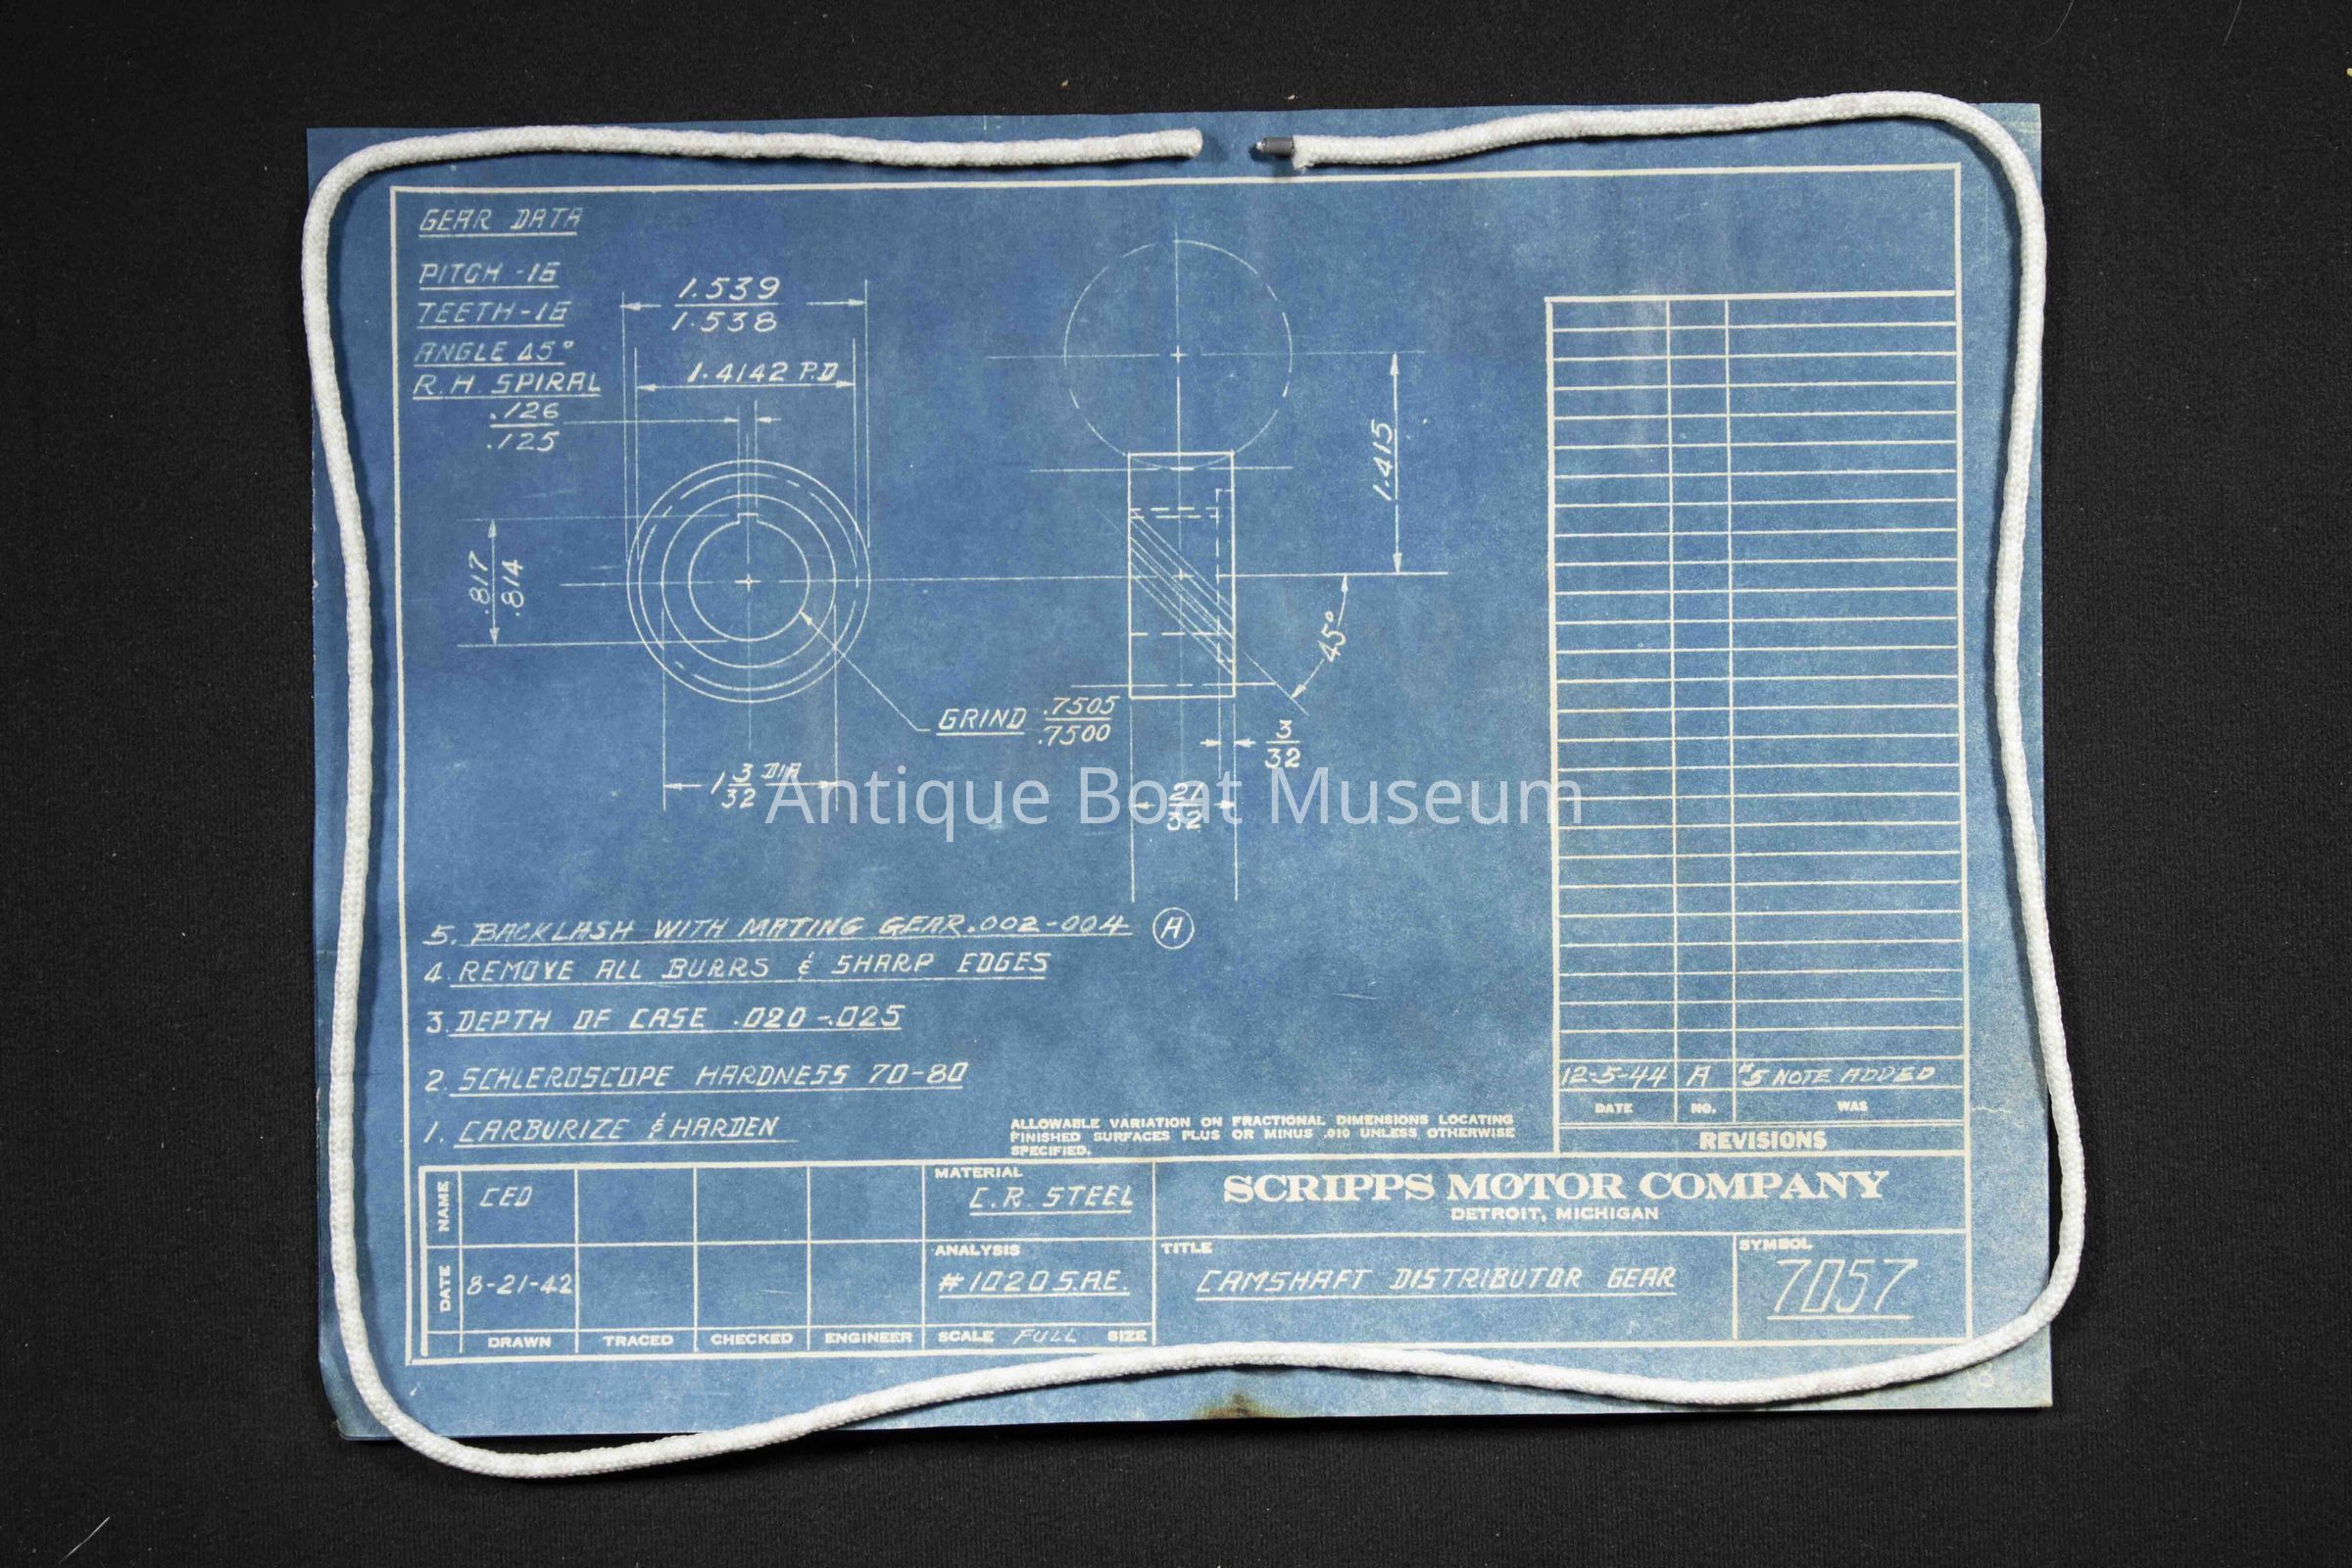 GEAR DATA
PITCH -16
TEETH-16
ANGLE 45°
R.H. SPIRAL
.126
.125
1.539
1.538
1.4142 P.D
.817
.814
1.415
45°
GRIND .7505
.7500
3
32
1 3/32 DIA
21
32
Antique Boat Museum
5. BACKLASH WITH MATING GEAR .002-004 A
4. REMOVE ALL BURRS & SHARP EDGES
3. DEPTH OF CASE .020-.025
2. SCHLEROSCOPE HARDNESS 70-80
1. CARBURIZE & HARDEN
ALLOWABLE VARIATION ON FRACTIONAL DIMENSIONS LOCATING
FINISHED SURFACES PLUS OR MINUS .010 UNLESS OTHERWISE
SPECIFIED.
12-5-44 A #5 NOTE ADDED
DATE NO. WAS
REVISIONS
NAME CED
DATE 8-21-42
DRAWN TRACED CHECKED ENGINEER
MATERIAL
C.R. STEEL
ANALYSIS
#1020 S.A.E.
SCALE FULL SIZE
SCRIPPS MOTOR COMPANY
DETROIT, MICHIGAN
TITLE
CAMSHAFT DISTRIBUTOR GEAR
SYMBOL
7057